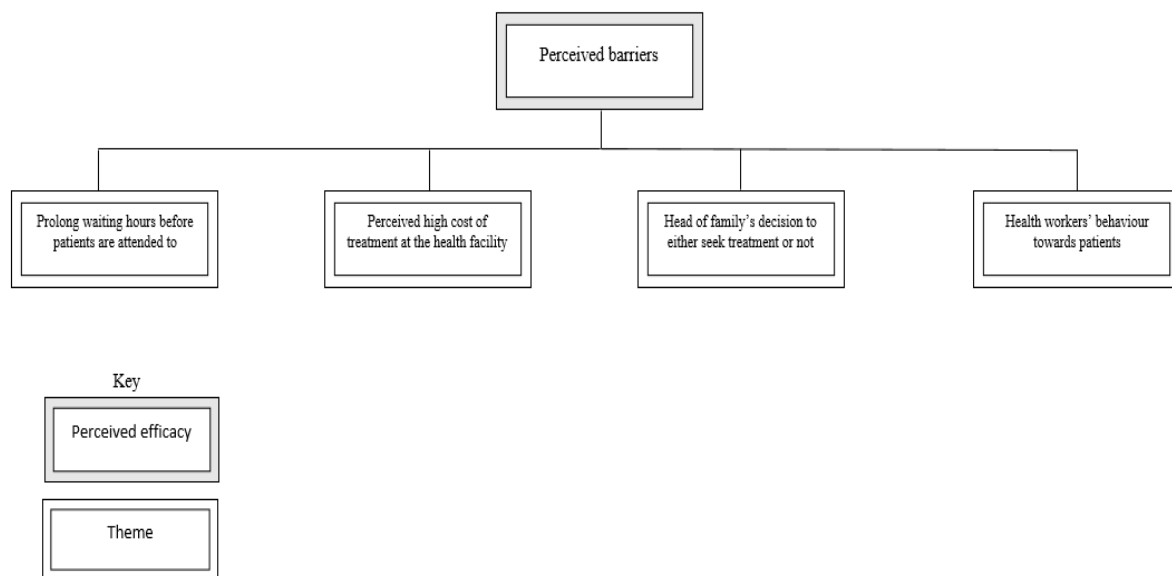 Perceived barriers
Prolong waiting hours before
patients are attended to
Perceived high cost of
treatment at the health facility
Head of family’s decision to
either seek treatment or not
Health workers’ behaviour
towards patients
Key
Perceived efficacy
Theme